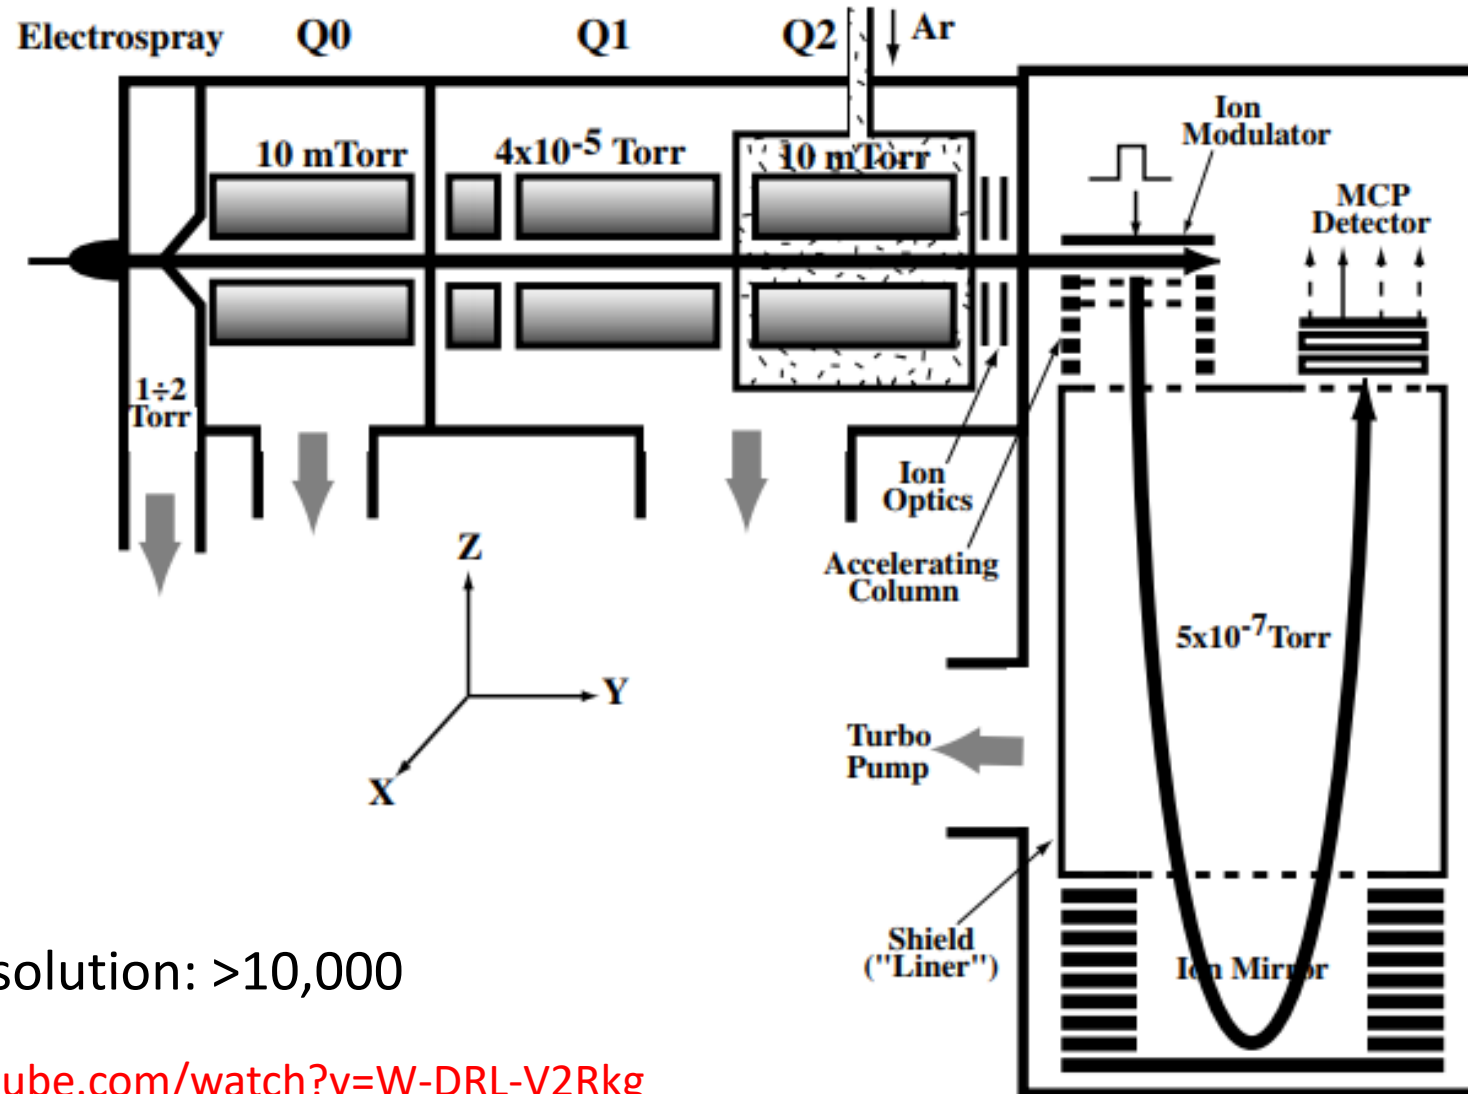 Electrospray
Q0
Q1
Q2
Ar
10 mTorr
4x10-5 Torr
10 mTorr
Ion
Modulator
MCP
Detector
1÷2
Torr
Ion
Optics
Accelerating
Column
Z
Y
X
5x10-7Torr
Turbo
Pump
Shield
("Liner")
Ion Mirror
solution: >10,000
ube.com/watch?v=W-DRL-V2Rkg